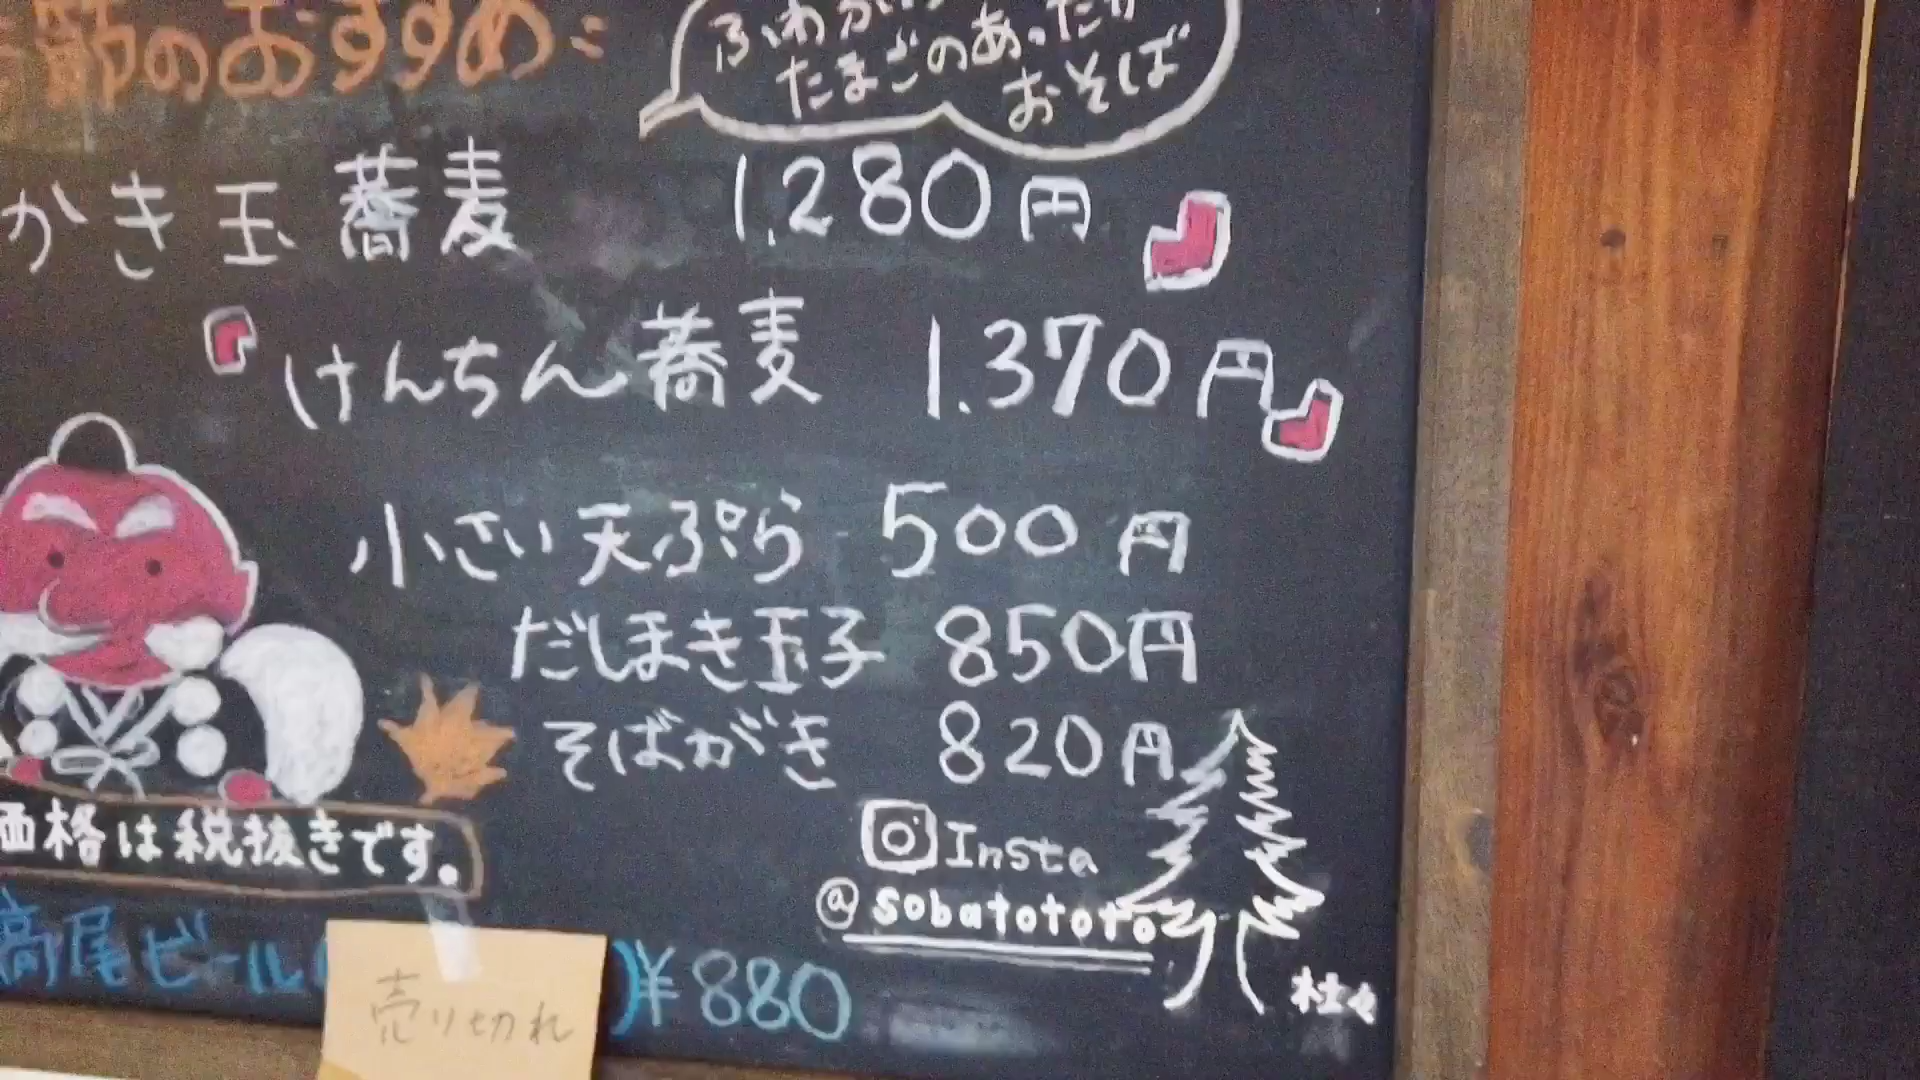 節のおすすめ:
たまごのあったか
おそば
かき玉蕎麦 1,280円
けんちん蕎麦 1.370円
小さい天ぷら 500円
だしまき玉子 850円
そばがき 820円
価格は税抜きです。
Insta
@sobatototo
高尾ビール( )¥880
売り切れ